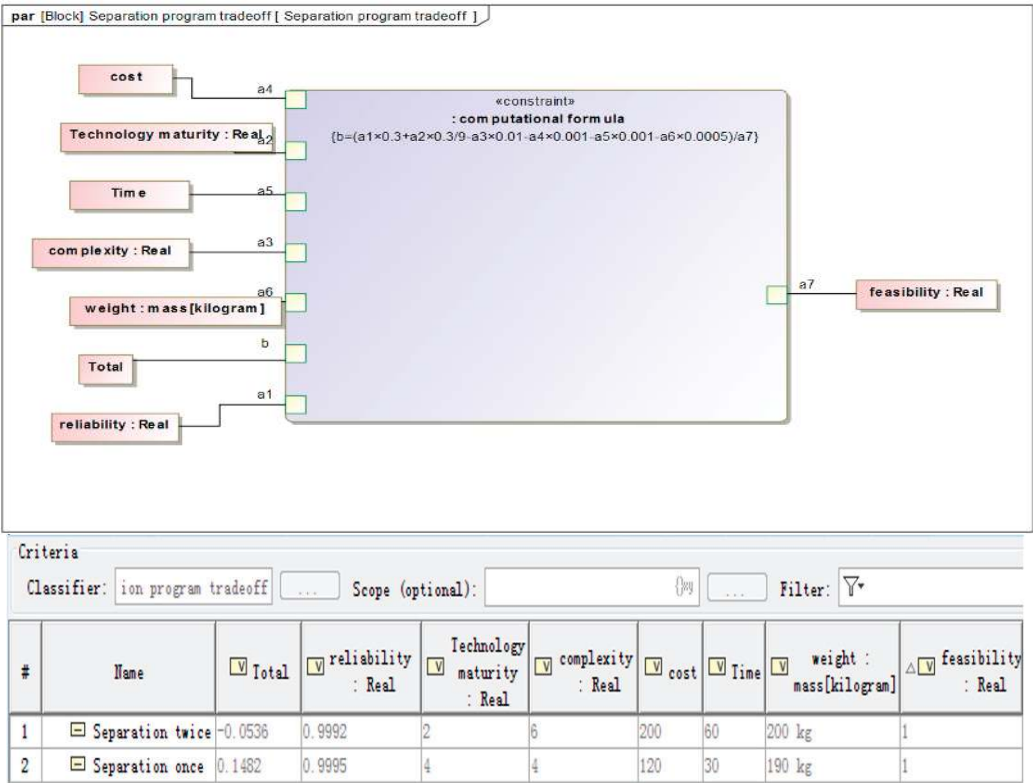 par [Block] Separation program tradeoff [ Separation program tradeoff ]
cost
a4
«constraint»
: computational formula
{b=(a1×0.3+a2×0.3/9-a3×0.01-a4×0.001-a5×0.001-a6×0.0005)/a7}
Technology maturity : Real
a2
Time
a5
complexity : Real
a3
weight : mass[kilogram]
a6
a7
feasibility : Real
Total
b
reliability : Real
a1
Criteria
Classifier: ion program tradeoff ... Scope (optional): {}xy ... Filter:
# Name Total reliability : Real Technology maturity : Real complexity : Real cost Time weight : mass[kilogram] feasibility : Real
1 Separation twice -0.0536 0.9992 2 6 200 60 200 kg 1
2 Separation once 0.1482 0.9995 4 4 120 30 190 kg 1